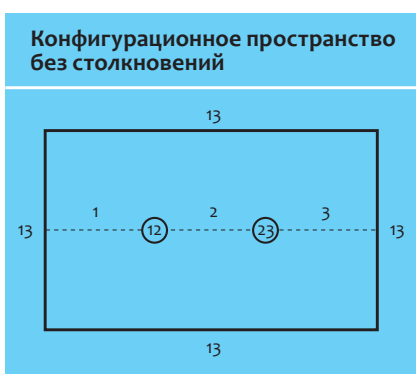 Конфигурационное пространство
без столкновений
13
1 2 3
13 12 23 13
13